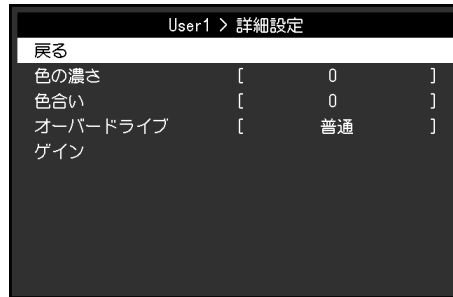 User1 > 詳細設定
戻る
色の濃さ [ 0 ]
色合い [ 0 ]
オーバードライブ [ 普通 ]
ゲイン